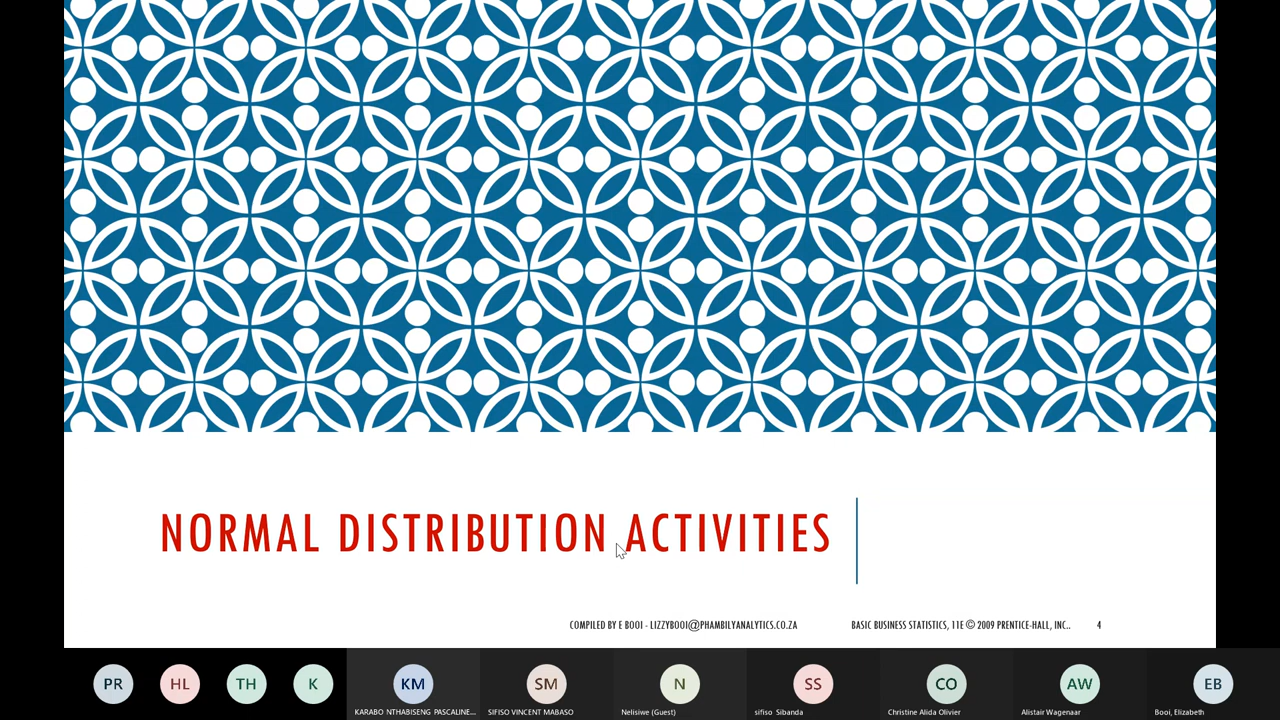 NORMAL DISTRIBUTION ACTIVITIES
COMPILED BY E BOOI - LIZZYBOOI@PHAMBILYANALYTICS.CO.ZA
BASIC BUSINESS STATISTICS, 11E © 2009 PRENTICE-HALL, INC..
4
PR
HL
TH
K
KM
SM
N
SS
CO
AW
EB
KARABO NTHABISENG PASCALINE...
SIFISO VINCENT MABASO
Nelisiwe (Guest)
sifiso Sibanda
Christine Alida Olivier
Alistair Wagenaar
Booi, Elizabeth